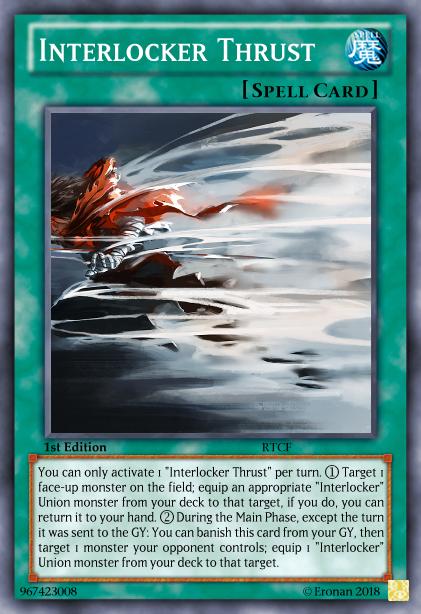 INTERLOCKER THRUST
SPELL
魔
[SPELL CARD]
1st Edition RTCF
You can only activate 1 "Interlocker Thrust" per turn. ① Target 1
face-up monster on the field; equip an appropriate "Interlocker"
Union monster from your deck to that target, if you do, you can
return it to your hand. ② During the Main Phase, except the turn
it was sent to the GY: You can banish this card from your GY, then
target 1 monster your opponent controls; equip 1 "Interlocker"
Union monster from your deck to that target.
967423008 © Eronan 2018